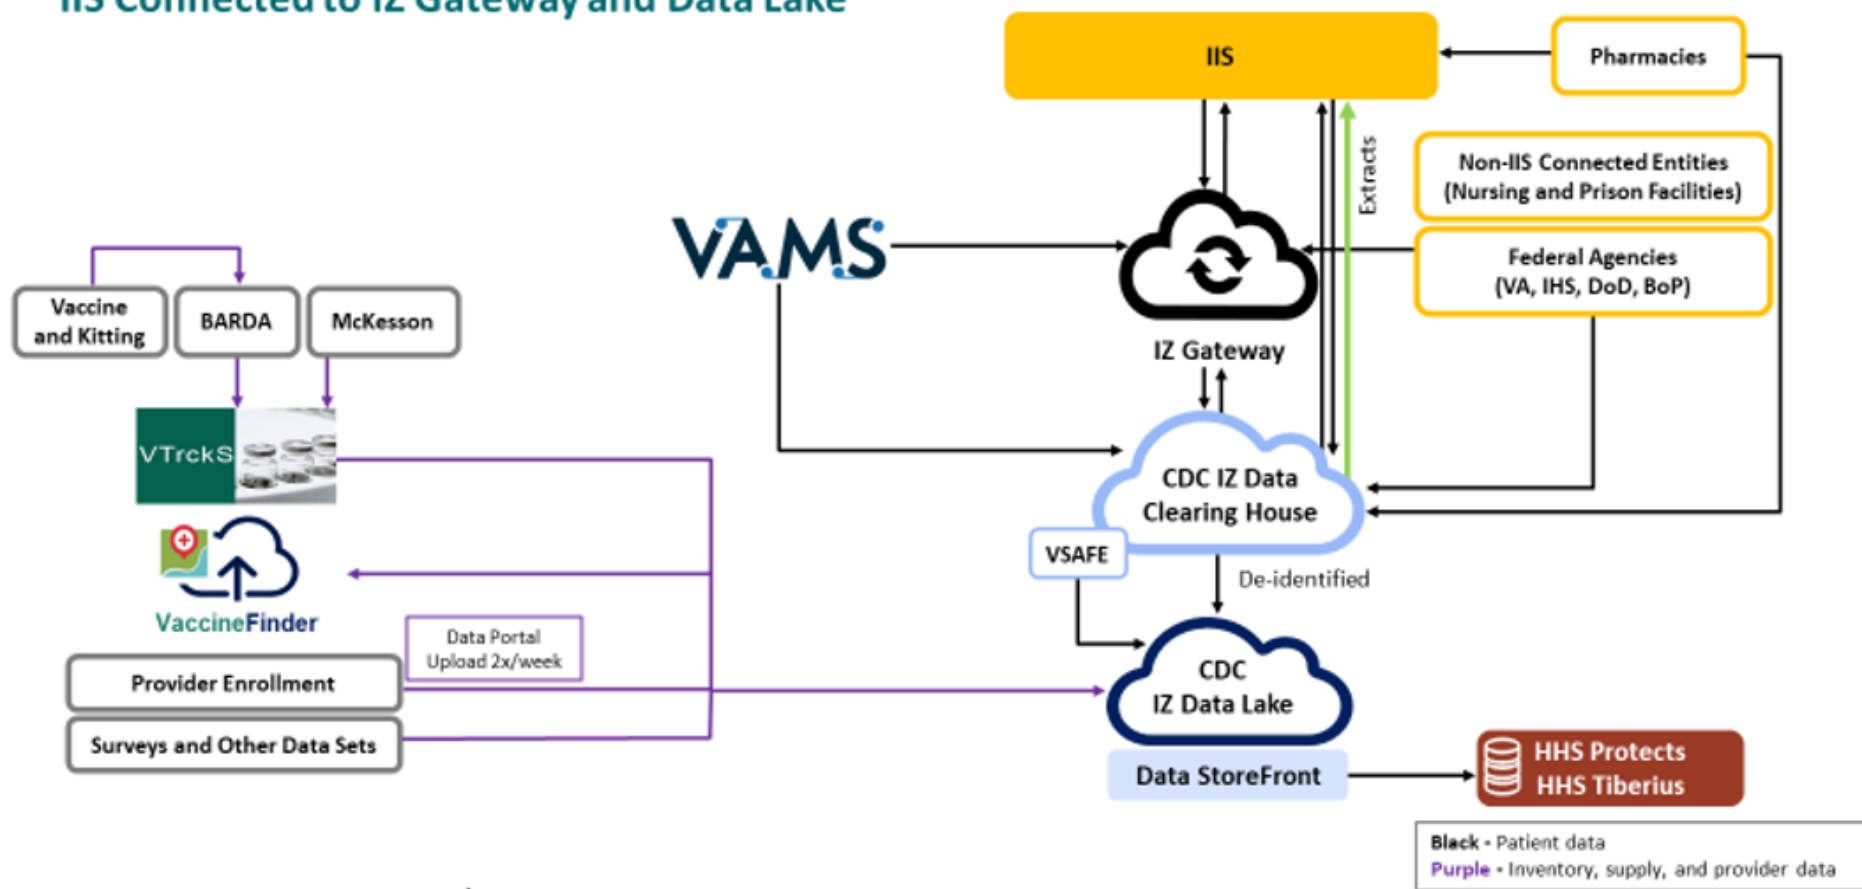 IIS Connected to IZ Gateway and Data Lake
IIS
Pharmacies
Extracts
Non-IIS Connected Entities
(Nursing and Prison Facilities)
VAMS
Federal Agencies
(VA, IHS, DoD, BoP)
Vaccine
and Kitting
BARDA
McKesson
IZ Gateway
VTrckS
CDC IZ Data
Clearing House
VSAFE
De-identified
VaccineFinder
Data Portal
Upload 2x/week
Provider Enrollment
CDC
IZ Data Lake
Surveys and Other Data Sets
Data StoreFront
HHS Protects
HHS Tiberius
Black - Patient data
Purple - Inventory, supply, and provider data